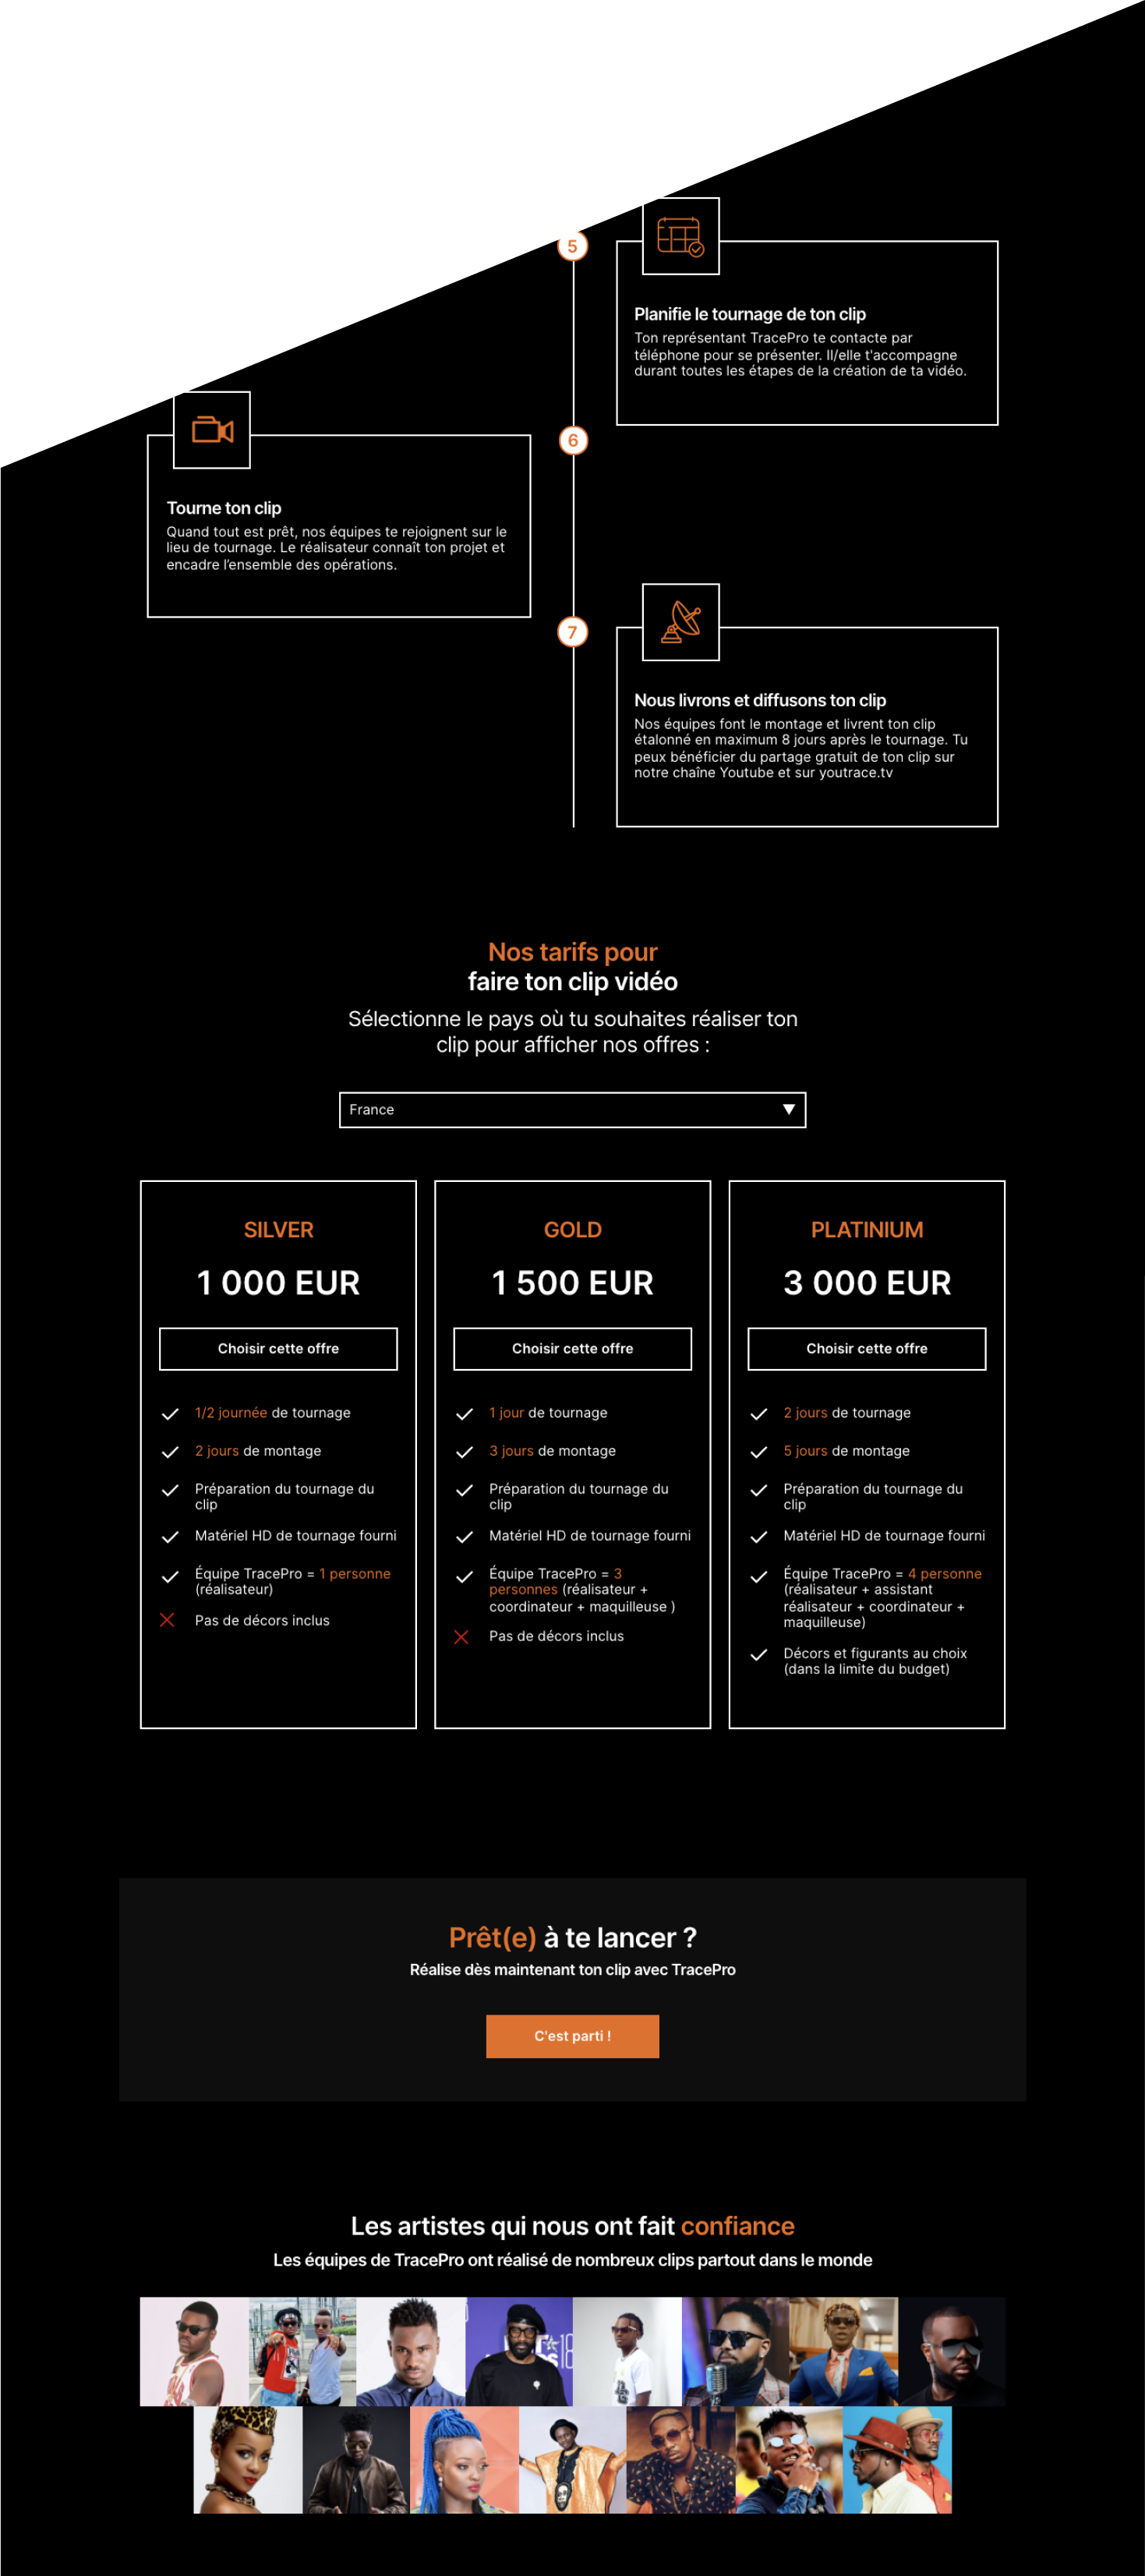 5
Planifie le tournage de ton clip
Ton représentant TracePro te contacte par
téléphone pour se présenter. Il/elle t'accompagne
durant toutes les étapes de la création de ta vidéo.
6
Tourne ton clip
Quand tout est prêt, nos équipes te rejoignent sur le
lieu de tournage. Le réalisateur connaît ton projet et
encadre l'ensemble des opérations.
7
Nous livrons et diffusons ton clip
Nos équipes font le montage et livrent ton clip
étalonné en maximum 8 jours après le tournage. Tu
peux bénéficier du partage gratuit de ton clip sur
notre chaîne Youtube et sur youtrace.tv
Nos tarifs pour
faire ton clip vidéo
Sélectionne le pays où tu souhaites réaliser ton
clip pour afficher nos offres :
France
SILVER
1 000 EUR
Choisir cette offre
1/2 journée de tournage
2 jours de montage
Préparation du tournage du
clip
Matériel HD de tournage fourni
Équipe TracePro = 1 personne
(réalisateur)
Pas de décors inclus
GOLD
1 500 EUR
Choisir cette offre
1 jour de tournage
3 jours de montage
Préparation du tournage du
clip
Matériel HD de tournage fourni
Équipe TracePro = 3
personnes (réalisateur +
coordinateur + maquilleuse )
Pas de décors inclus
PLATINIUM
3 000 EUR
Choisir cette offre
2 jours de tournage
5 jours de montage
Préparation du tournage du
clip
Matériel HD de tournage fourni
Équipe TracePro = 4 personne
(réalisateur + assistant
réalisateur + coordinateur +
maquilleuse)
Décors et figurants au choix
(dans la limite du budget)
Prêt(e) à te lancer ?
Réalise dès maintenant ton clip avec TracePro
C'est parti !
Les artistes qui nous ont fait confiance
Les équipes de TracePro ont réalisé de nombreux clips partout dans le monde